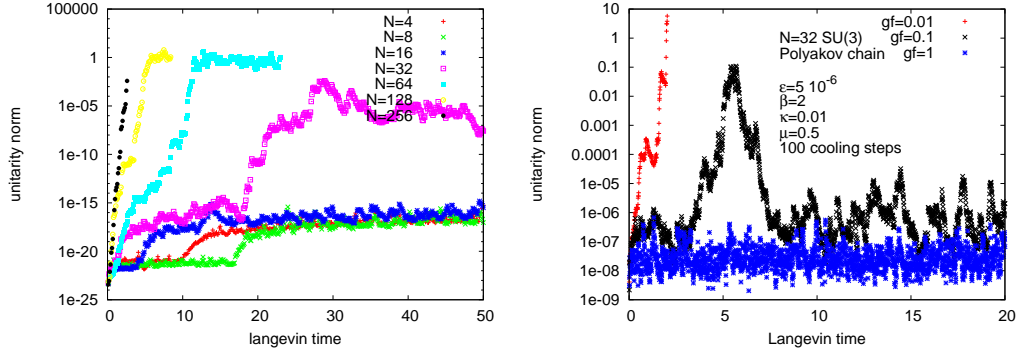 100000
1
1e-05
1e-10
1e-15
1e-20
1e-25
unitarity norm
0 10 20 30 40 50
langevin time
N=4
N=8
N=16
N=32
N=64
N=128
N=256
10
1
0.1
0.01
0.001
0.0001
1e-05
1e-06
1e-07
1e-08
1e-09
unitarity norm
0 5 10 15 20
Langevin time
gf=0.01
N=32 SU(3) gf=0.1
Polyakov chain gf=1
ε=5 10⁻⁶
β=2
κ=0.01
μ=0.5
100 cooling steps